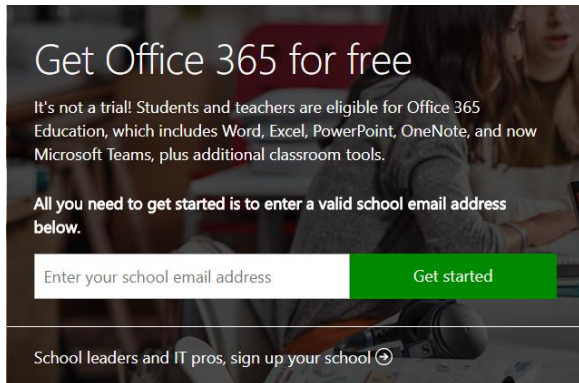 Get Office 365 for free
It's not a trial! Students and teachers are eligible for Office 365
Education, which includes Word, Excel, PowerPoint, OneNote, and now
Microsoft Teams, plus additional classroom tools.
All you need to get started is to enter a valid school email address
below.
Enter your school email address
Get started
School leaders and IT pros, sign up your school